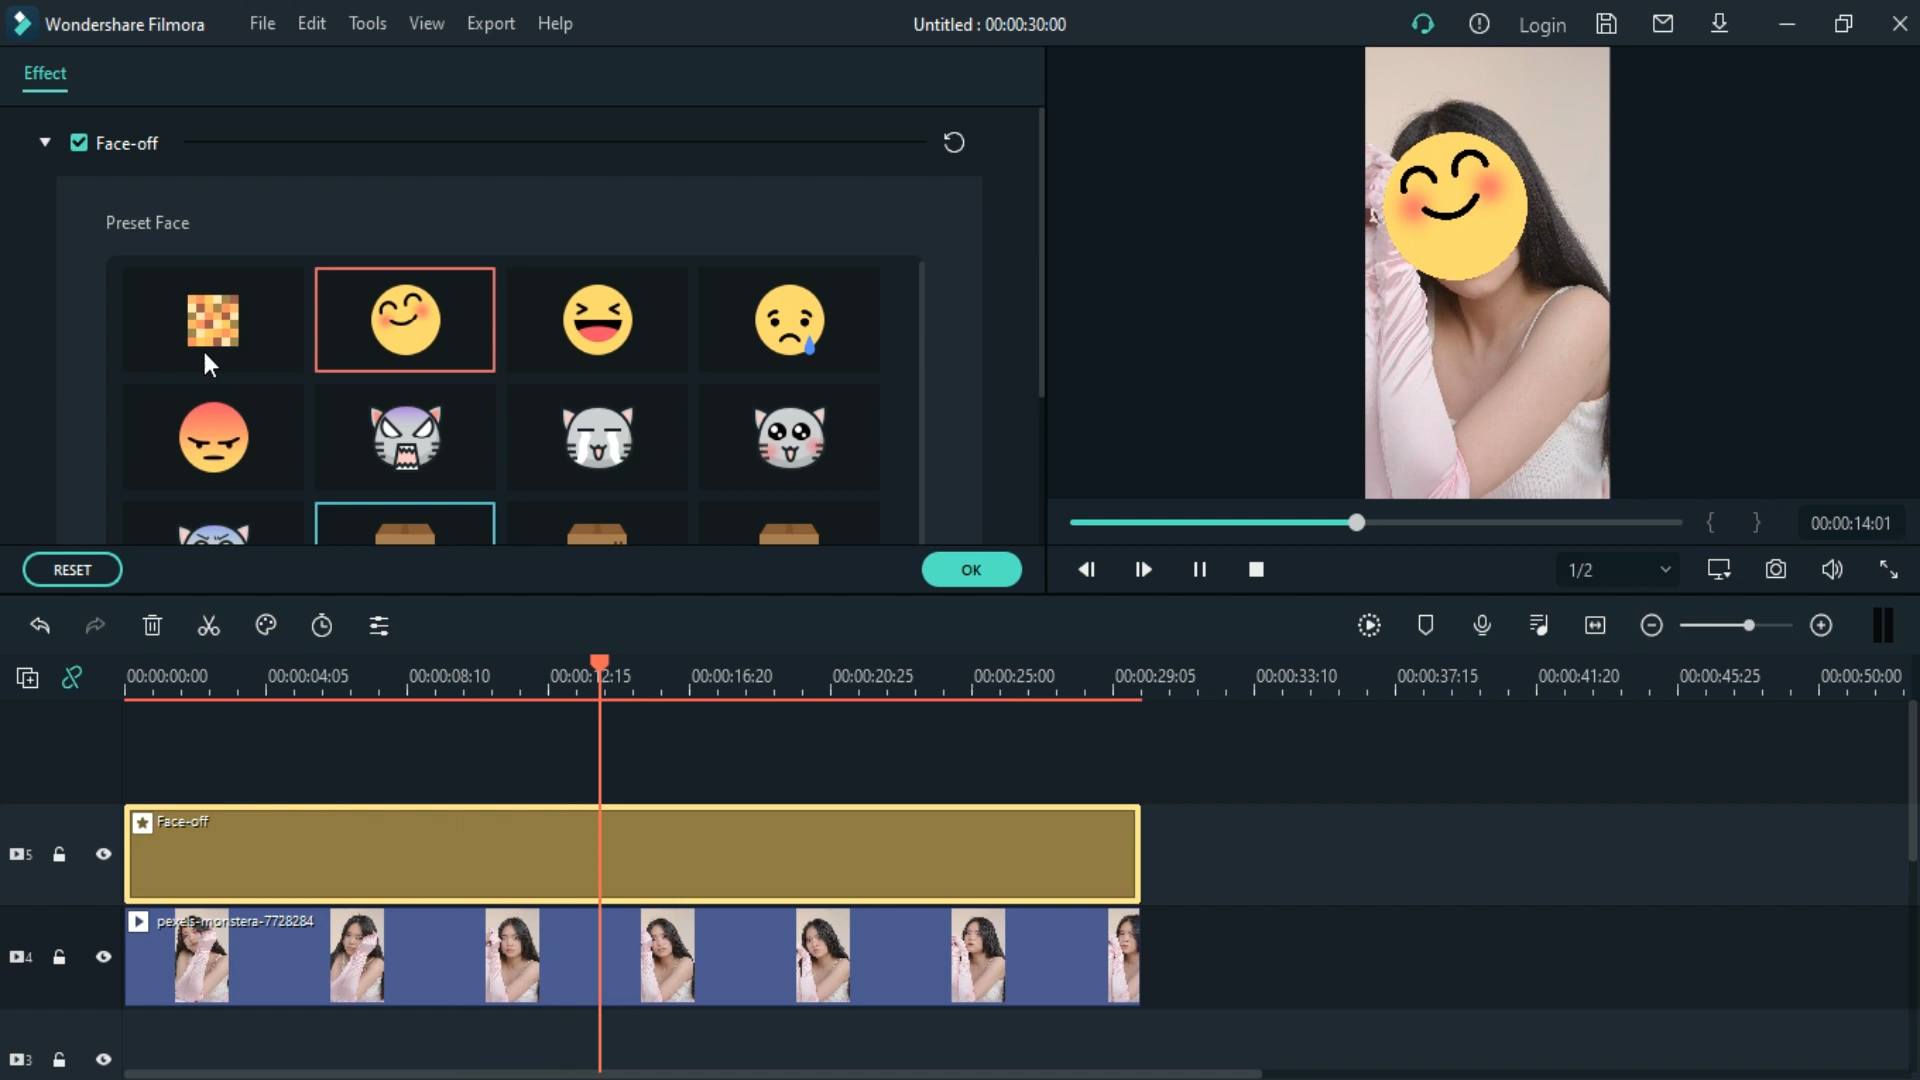 Wondershare Filmora File Edit Tools View Export Help Untitled : 00:00:30:00 Login
Effect
Face-off
Preset Face
00:00:14:01
RESET OK 1/2
00:00:00:00 00:00:04:05 00:00:08:10 00:00:12:15 00:00:16:20 00:00:20:25 00:00:25:00 00:00:29:05 00:00:33:10 00:00:37:15 00:00:41:20 00:00:45:25 00:00:50:00
Face-off
5
pexels-monstera-7728284
4
3